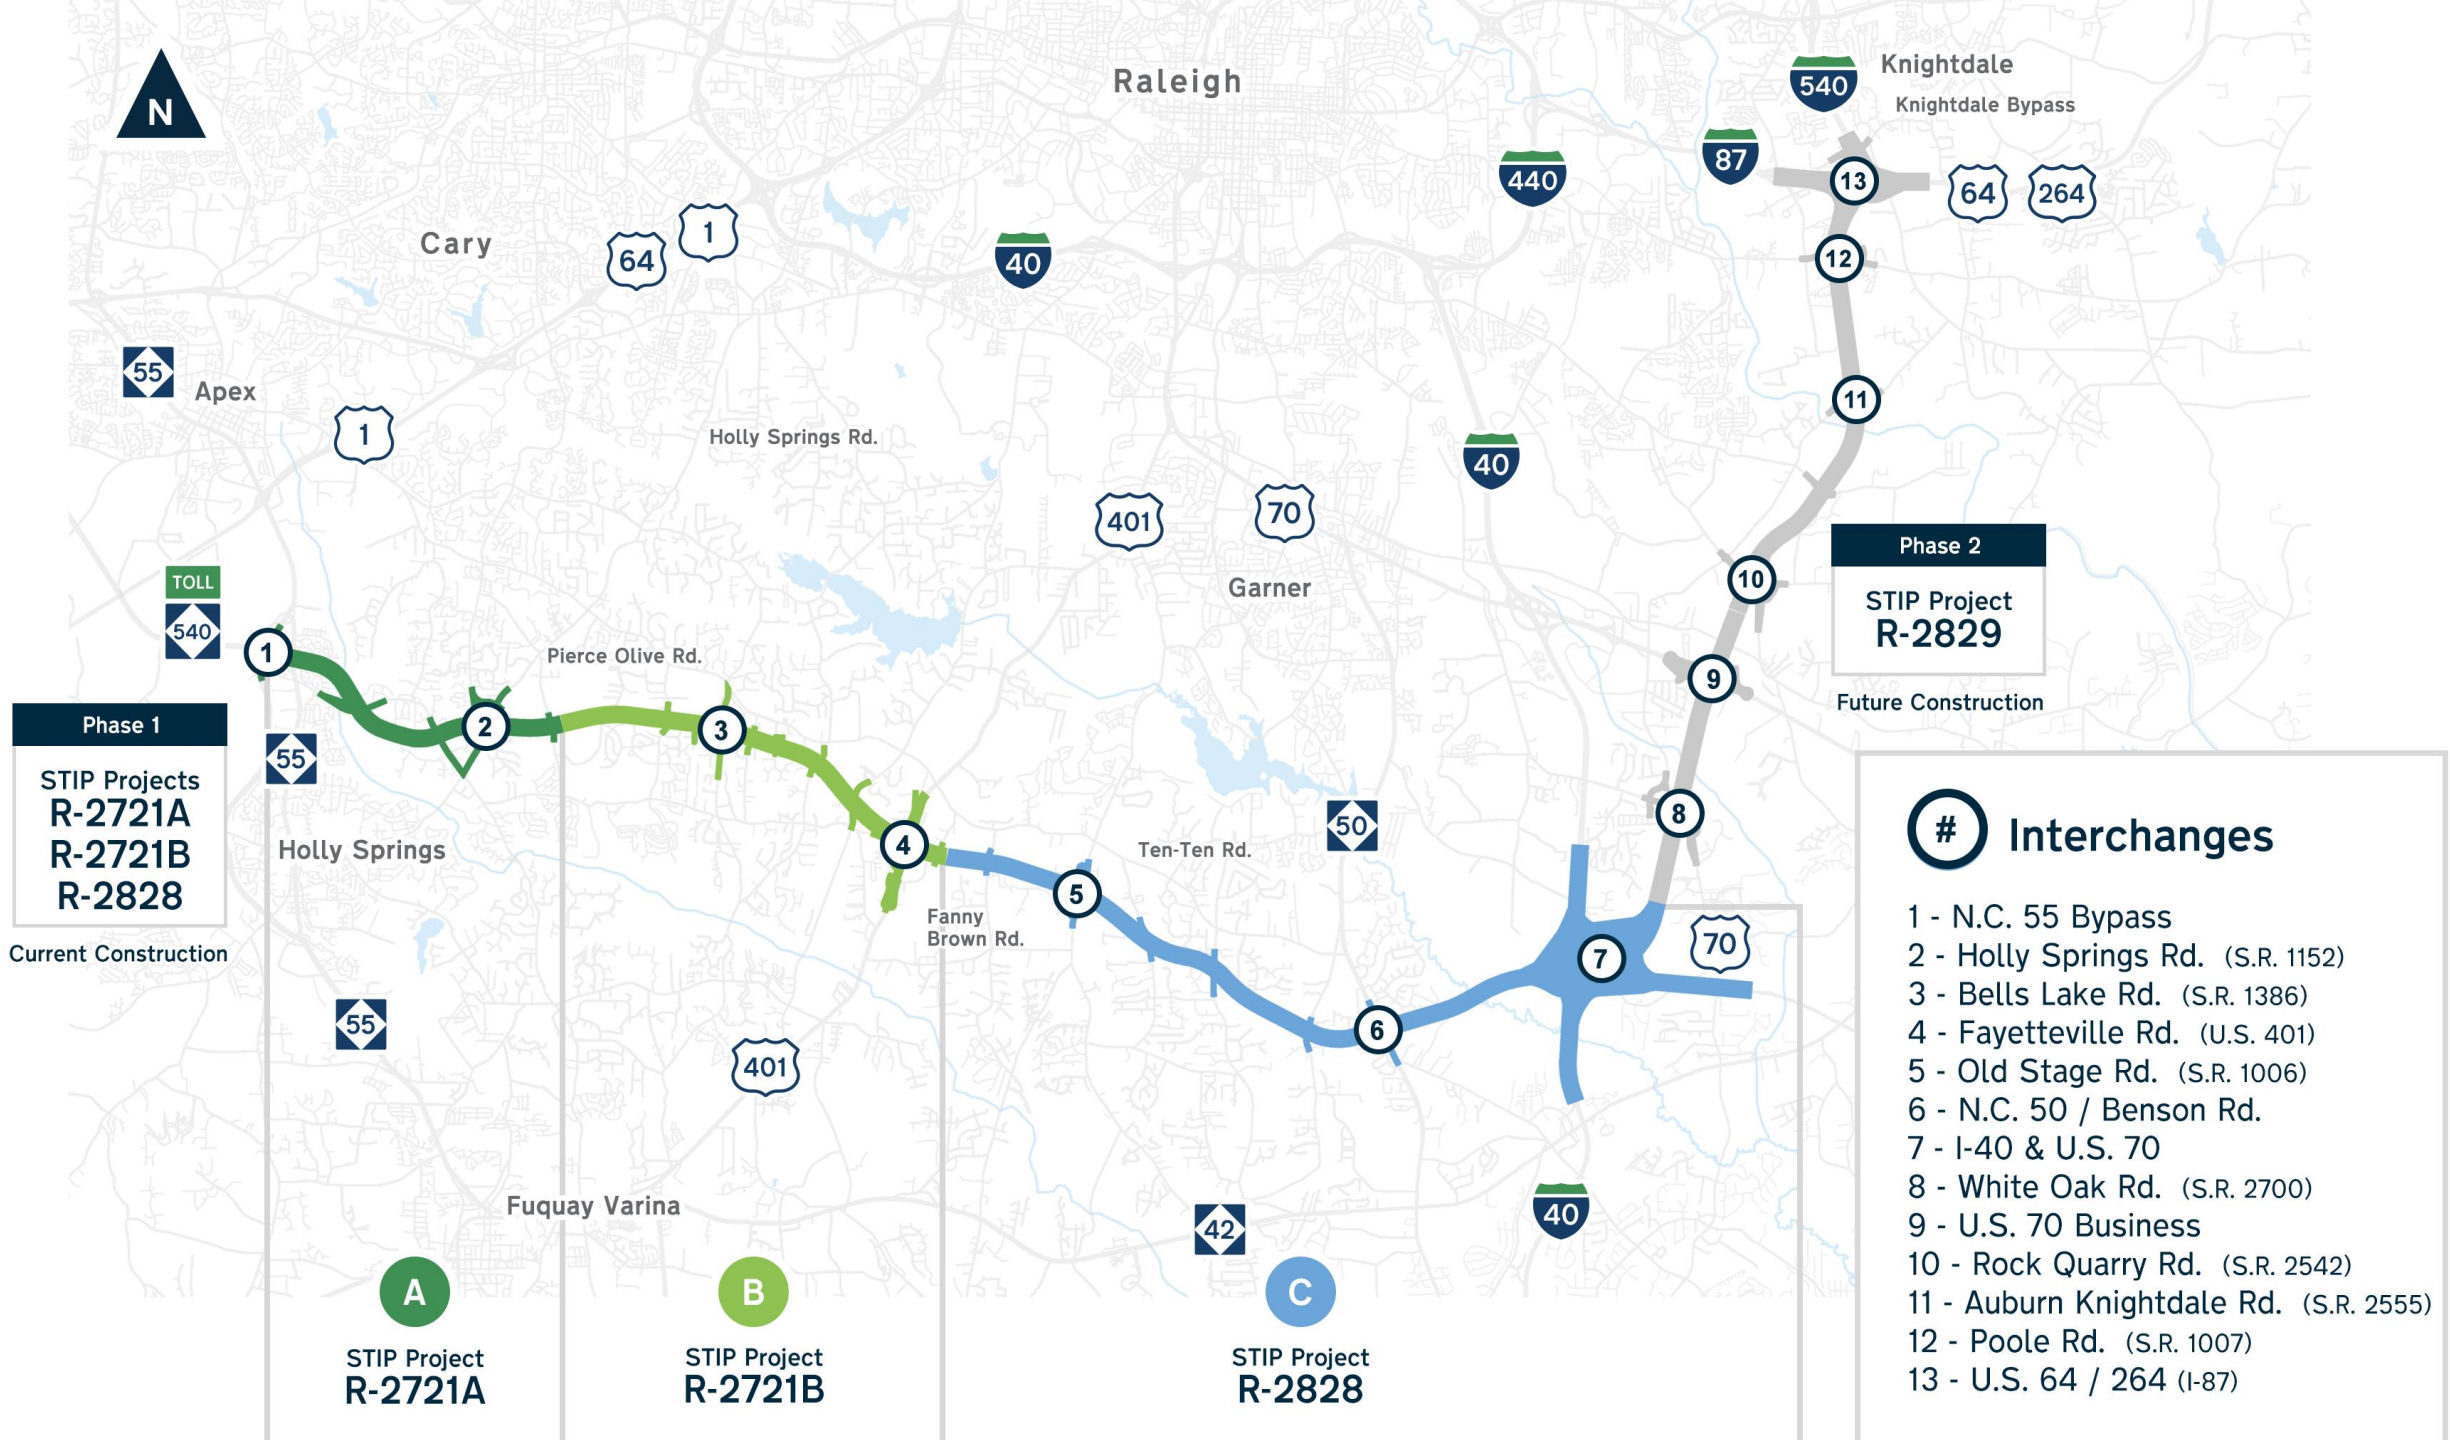 N
Raleigh
540
Knightdale
Knightdale Bypass
87
440
13
64
264
Cary
64
1
40
12
55
Apex
1
Holly Springs Rd.
11
40
401
70
Garner
TOLL
540
1
Pierce Olive Rd.
10
Phase 2
STIP Project
R-2829
Future Construction
9
Phase 1
STIP Projects
R-2721A
R-2721B
R-2828
Current Construction
2
3
55
Holly Springs
4
5
Fanny
Brown Rd.
Ten-Ten Rd.
50
8
7
70
6
55
401
Fuquay Varina
42
40
A
STIP Project
R-2721A
B
STIP Project
R-2721B
C
STIP Project
R-2828
# Interchanges
1 - N.C. 55 Bypass
2 - Holly Springs Rd. (S.R. 1152)
3 - Bells Lake Rd. (S.R. 1386)
4 - Fayetteville Rd. (U.S. 401)
5 - Old Stage Rd. (S.R. 1006)
6 - N.C. 50 / Benson Rd.
7 - I-40 & U.S. 70
8 - White Oak Rd. (S.R. 2700)
9 - U.S. 70 Business
10 - Rock Quarry Rd. (S.R. 2542)
11 - Auburn Knightdale Rd. (S.R. 2555)
12 - Poole Rd. (S.R. 1007)
13 - U.S. 64 / 264 (I-87)